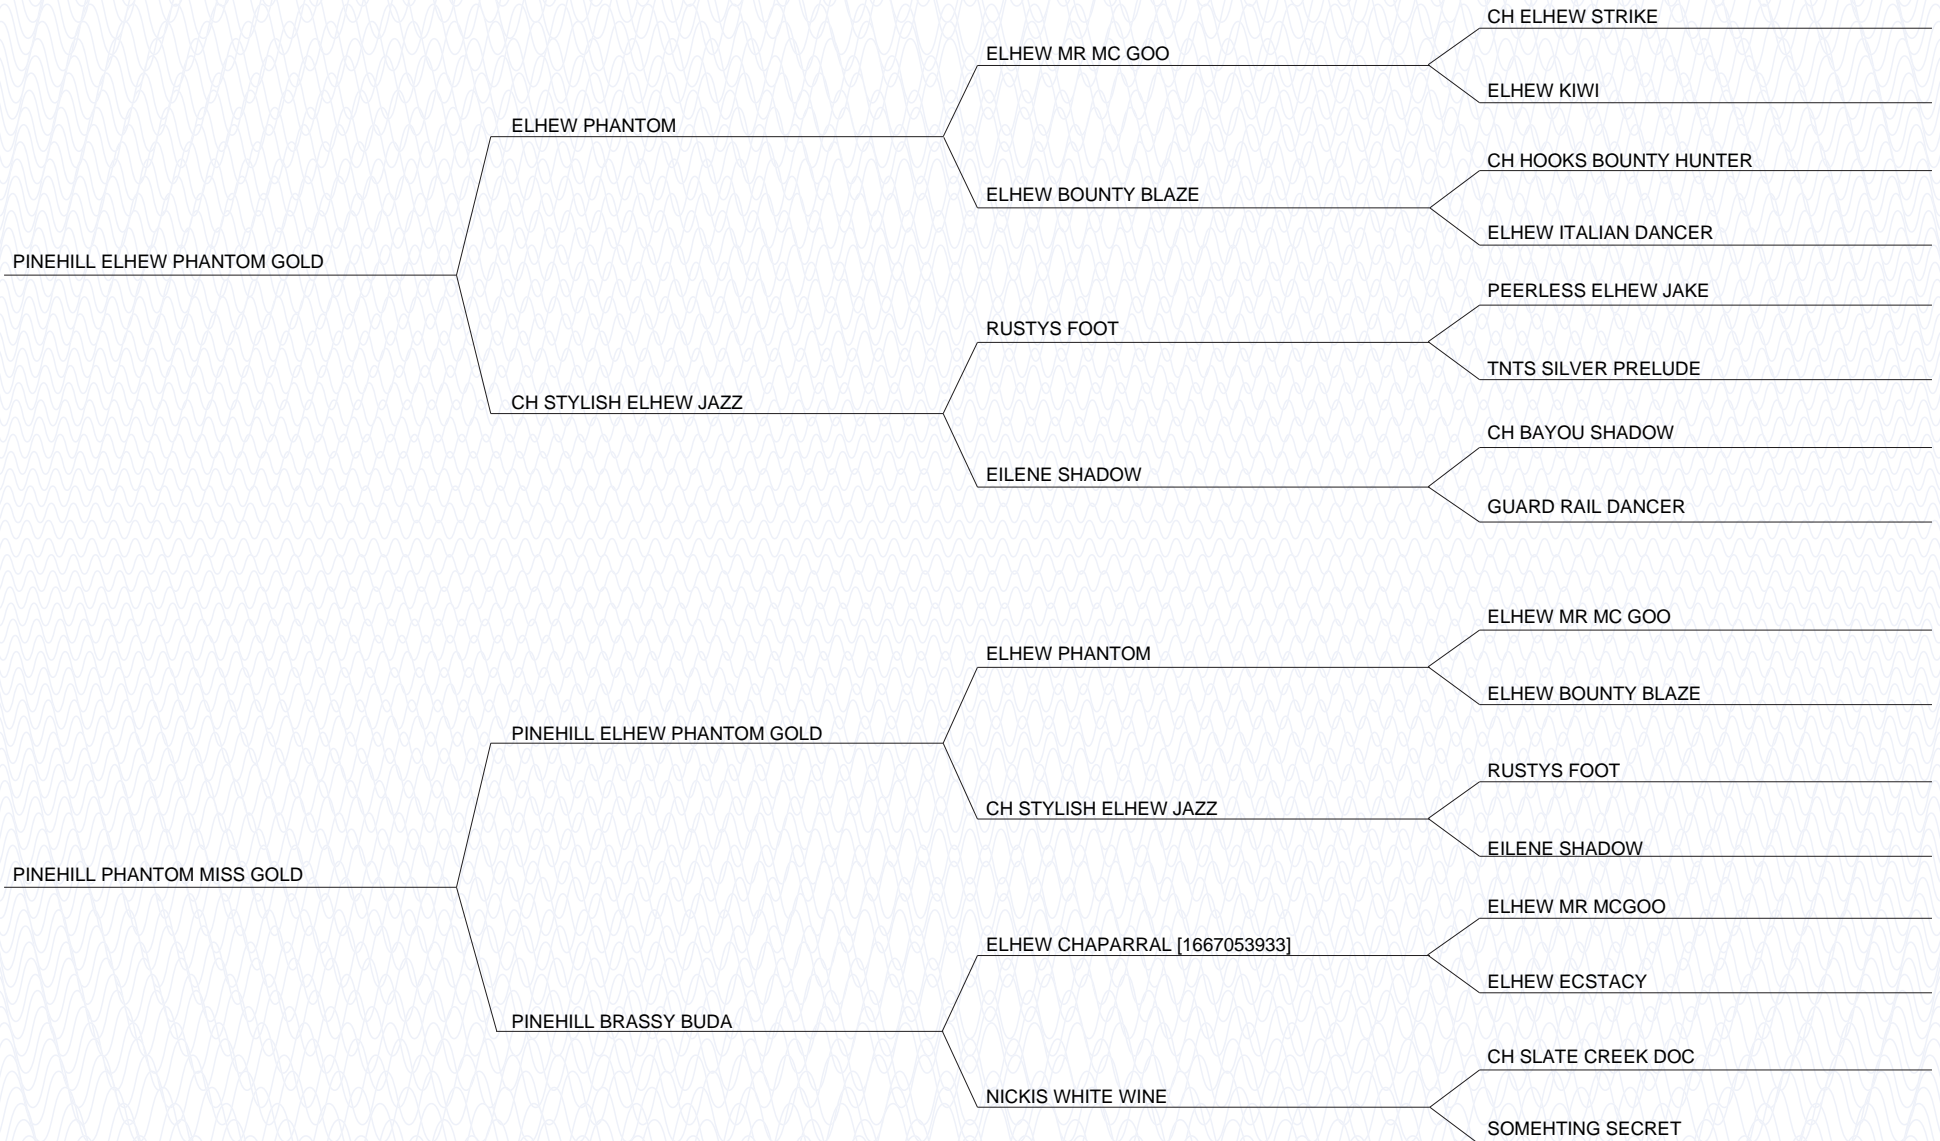 CH ELHEW STRIKE
ELHEW MR MC GOO
ELHEW KIWI
ELHEW PHANTOM
CH HOOKS BOUNTY HUNTER
ELHEW BOUNTY BLAZE
ELHEW ITALIAN DANCER
PINEHILL ELHEW PHANTOM GOLD
PEERLESS ELHEW JAKE
RUSTYS FOOT
TNTS SILVER PRELUDE
CH STYLISH ELHEW JAZZ
CH BAYOU SHADOW
EILENE SHADOW
GUARD RAIL DANCER
ELHEW MR MC GOO
ELHEW PHANTOM
ELHEW BOUNTY BLAZE
PINEHILL ELHEW PHANTOM GOLD
RUSTYS FOOT
CH STYLISH ELHEW JAZZ
EILENE SHADOW
PINEHILL PHANTOM MISS GOLD
ELHEW MR MCGOO
ELHEW CHAPARRAL [1667053933]
ELHEW ECSTACY
PINEHILL BRASSY BUDA
CH SLATE CREEK DOC
NICKIS WHITE WINE
SOMEHTING SECRET